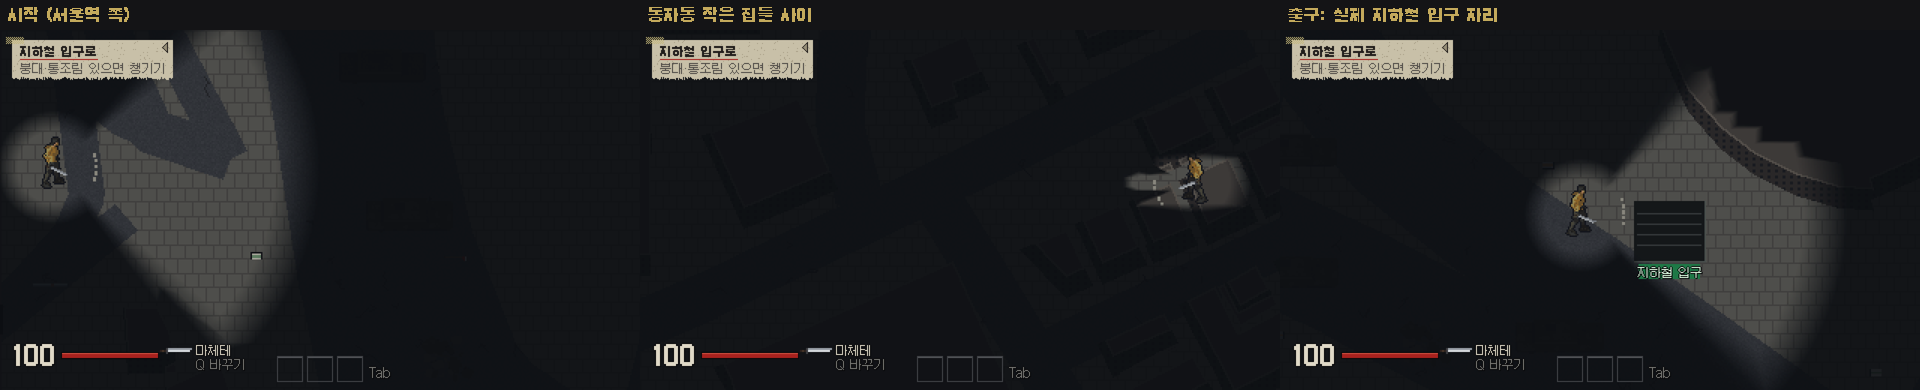 시작 (서울역 쪽)
지하철 입구로
붕대·통조림 있으면 챙기기
100
마체테
Q 바꾸기
Tab
동자동 작은 집들 사이
지하철 입구로
붕대·통조림 있으면 챙기기
100
마체테
Q 바꾸기
Tab
출구: 실제 지하철 입구 자리
지하철 입구로
붕대·통조림 있으면 챙기기
지하철 입구
100
마체테
Q 바꾸기
Tab